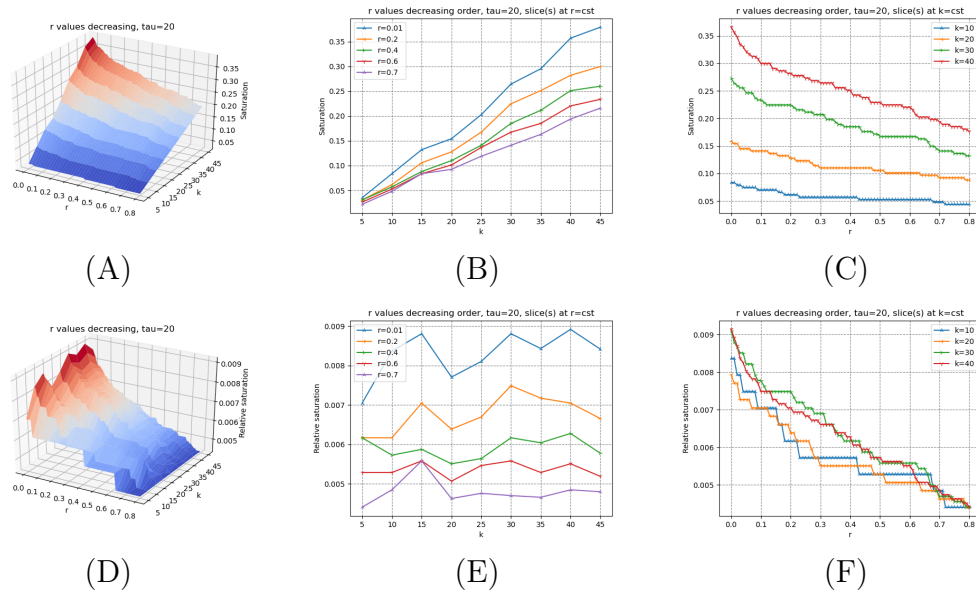 r values decreasing, tau=20
0.35
0.30
0.25
0.20
0.15
0.10
0.05
Saturation
0.0 0.1 0.2 0.3 0.4 0.5 0.6 0.7 0.8
r
5 10 15 20 25 30 35 40 45
k
(A)
r values decreasing order, tau=20, slice(s) at r=cst
r=0.01
r=0.2
r=0.4
r=0.6
r=0.7
0.35
0.30
0.25
0.20
0.15
0.10
0.05
Saturation
5 10 15 20 25 30 35 40 45
k
(B)
r values decreasing order, tau=20, slice(s) at k=cst
k=10
k=20
k=30
k=40
0.35
0.30
0.25
0.20
0.15
0.10
0.05
Saturation
0.0 0.1 0.2 0.3 0.4 0.5 0.6 0.7 0.8
r
(C)
r values decreasing, tau=20
0.009
0.008
0.007
0.006
0.005
Relative saturation
0.0 0.1 0.2 0.3 0.4 0.5 0.6 0.7 0.8
r
5 10 15 20 25 30 35 40 45
k
(D)
r values decreasing order, tau=20, slice(s) at r=cst
r=0.01
r=0.2
r=0.4
r=0.6
r=0.7
0.009
0.008
0.007
0.006
0.005
Relative saturation
5 10 15 20 25 30 35 40 45
k
(E)
r values decreasing order, tau=20, slice(s) at k=cst
k=10
k=20
k=30
k=40
0.009
0.008
0.007
0.006
0.005
Relative saturation
0.0 0.1 0.2 0.3 0.4 0.5 0.6 0.7 0.8
r
(F)